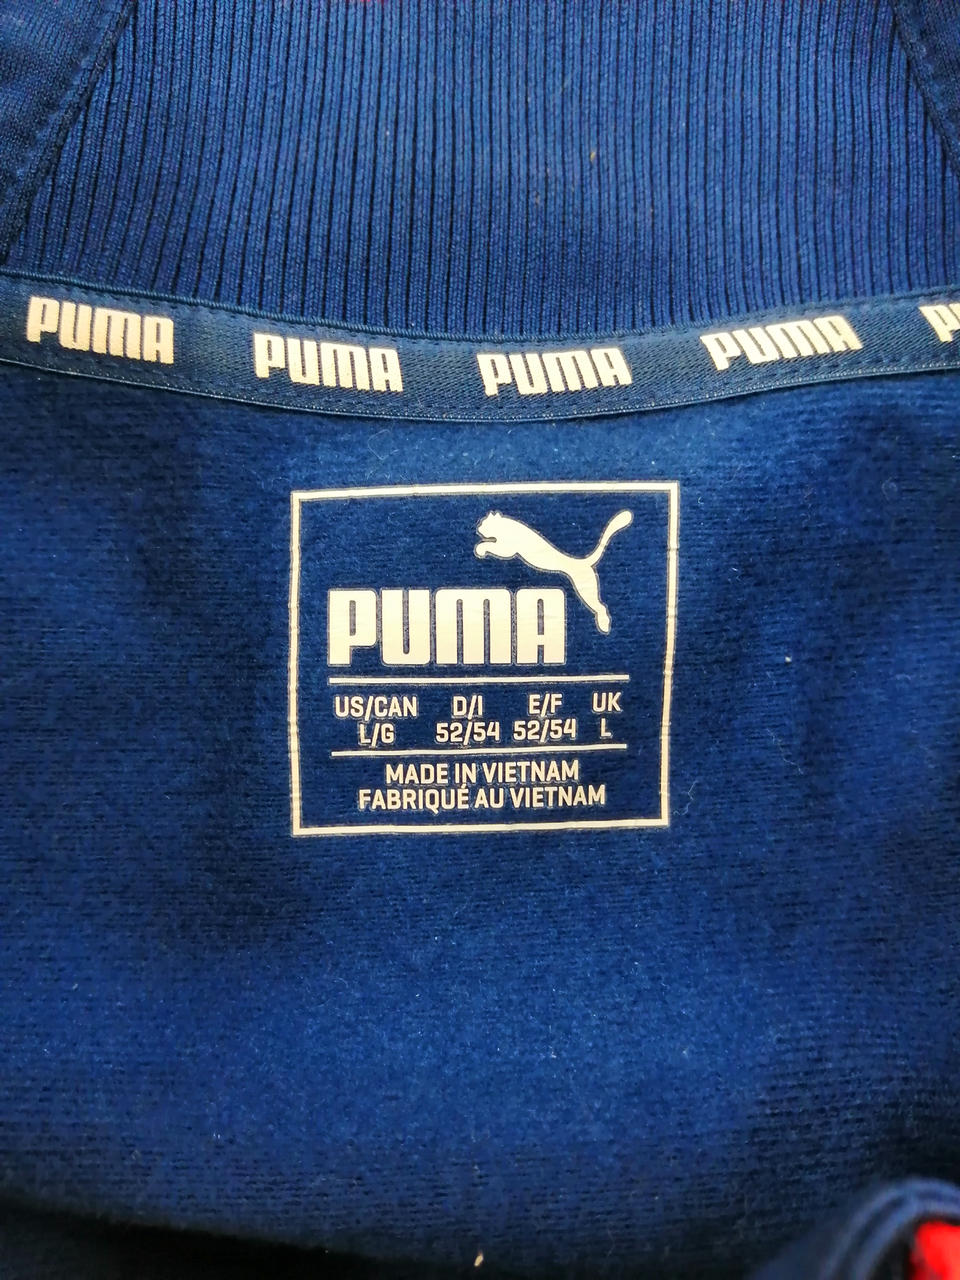 PUMA PUMA PUMA PUMA P
PUMA
US/CAN D/I E/F UK
L/G 52/54 52/54 L
MADE IN VIETNAM
FABRIQUÉ AU VIETNAM